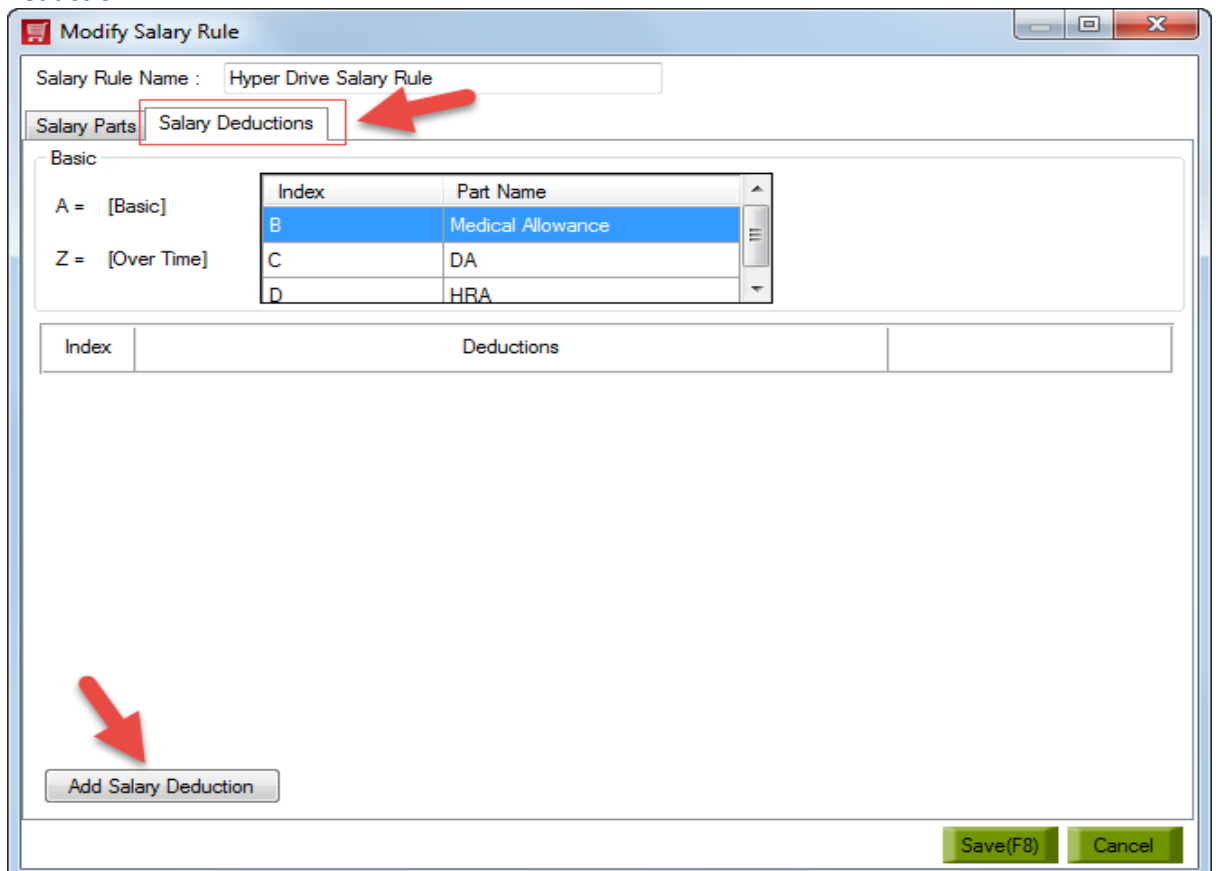 Modify Salary Rule
Salary Rule Name : Hyper Drive Salary Rule
Salary Parts Salary Deductions
Basic
Index Part Name
A = [Basic]
B Medical Allowance
Z = [Over Time]
C DA
D HRA
Index Deductions
Add Salary Deduction
Save(F8) Cancel